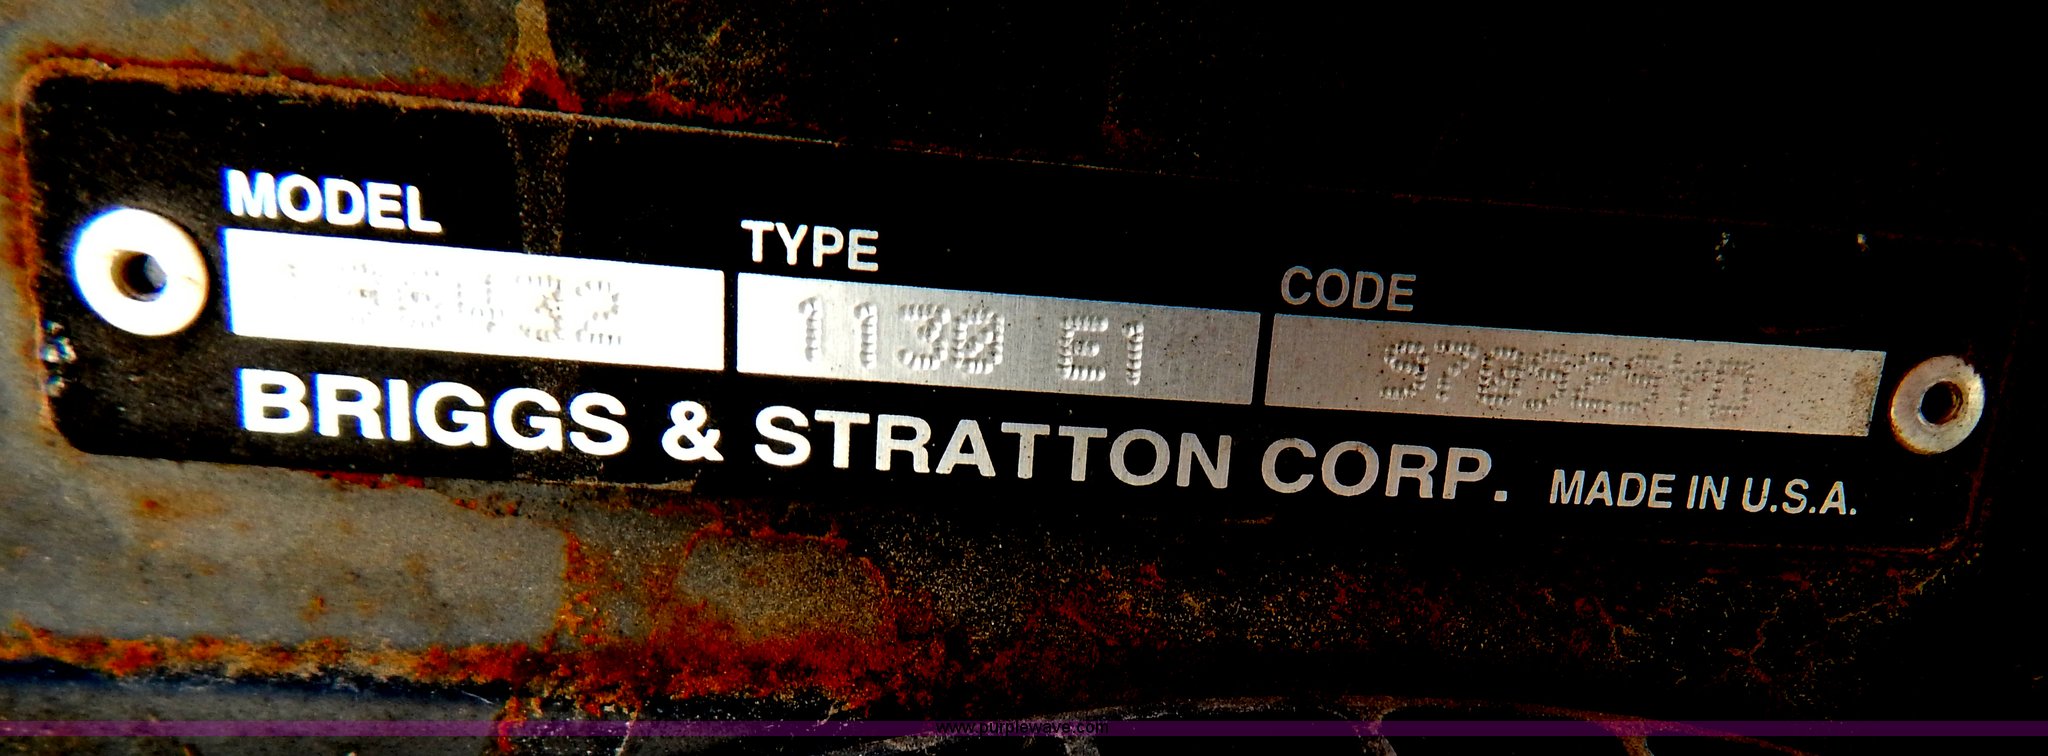 MODEL TYPE CODE
1130 E1
BRIGGS & STRATTON CORP. MADE IN U.S.A.
www.purplewave.com